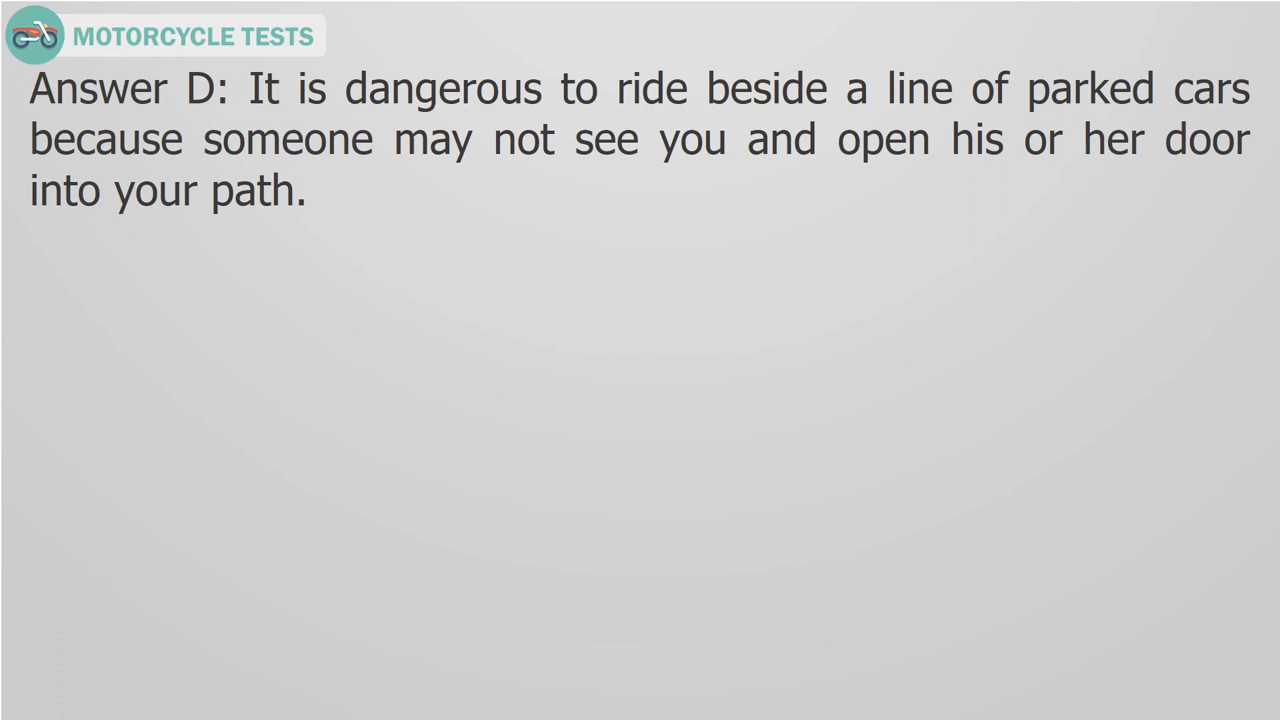 MOTORCYCLE TESTS
Answer D: It is dangerous to ride beside a line of parked cars
because someone may not see you and open his or her door
into your path.